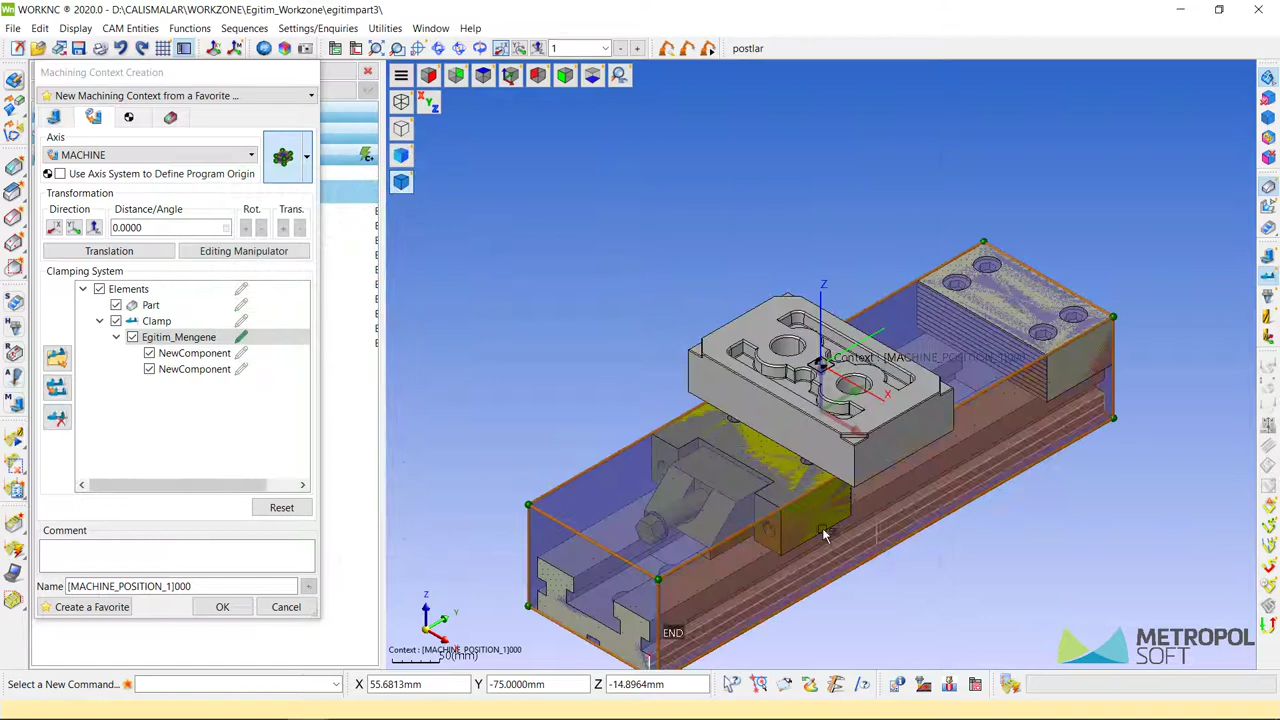 WORKNC ® 2020.0 - D:\CALISMALAR\WORKZONE\Egitim_Workzone\egitimpart3\
File Edit Display CAM Entities Functions Sequences Settings/Enquiries Utilities Window Help
1 - + postlar
Machining Context Creation
New Machining Context from a Favorite ...
Axis
MACHINE
Use Axis System to Define Program Origin
Transformation
Direction Distance/Angle Rot. Trans.
0.0000 + - + -
Translation Editing Manipulator
Clamping System
Elements
Part
Clamp
Egitim_Mengene
NewComponent
NewComponent
Reset
Comment
Name [MACHINE_POSITION_1]000 +
Create a Favorite OK Cancel
X
Y
Z
Z
Context : [MACHINE_POSITION_1]000
X
END
Z
Y
Context : [MACHINE_POSITION_1]000
50(mm)
METROPOL
SOFT
Select a New Command... X 55.6813mm Y -75.0000mm Z -14.8964mm